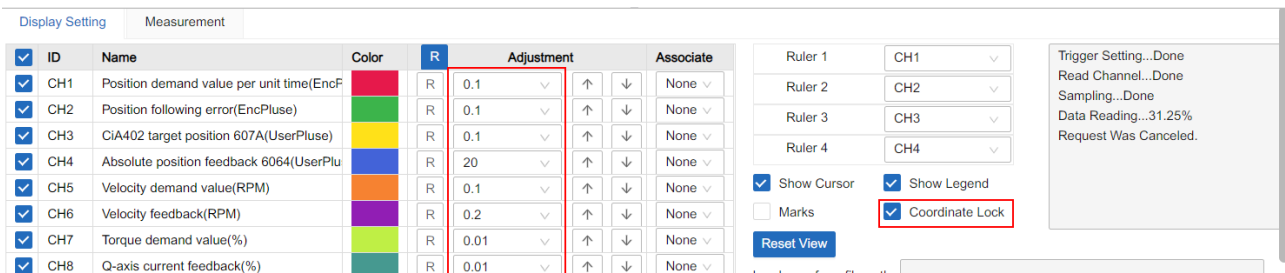 Display Setting Measurement
ID Name Color R Adjustment Associate
CH1 Position demand value per unit time(EncP R 0.1 None
CH2 Position following error(EncPluse) R 0.1 None
CH3 CiA402 target position 607A(UserPluse) R 0.1 None
CH4 Absolute position feedback 6064(UserPlu R 20 None
CH5 Velocity demand value(RPM) R 0.1 None
CH6 Velocity feedback(RPM) R 0.2 None
CH7 Torque demand value(%) R 0.01 None
CH8 Q-axis current feedback(%) R 0.01 None
Ruler 1 CH1
Ruler 2 CH2
Ruler 3 CH3
Ruler 4 CH4
Show Cursor Show Legend
Marks Coordinate Lock
Reset View
Trigger Setting...Done
Read Channel...Done
Sampling...Done
Data Reading...31.25%
Request Was Canceled.